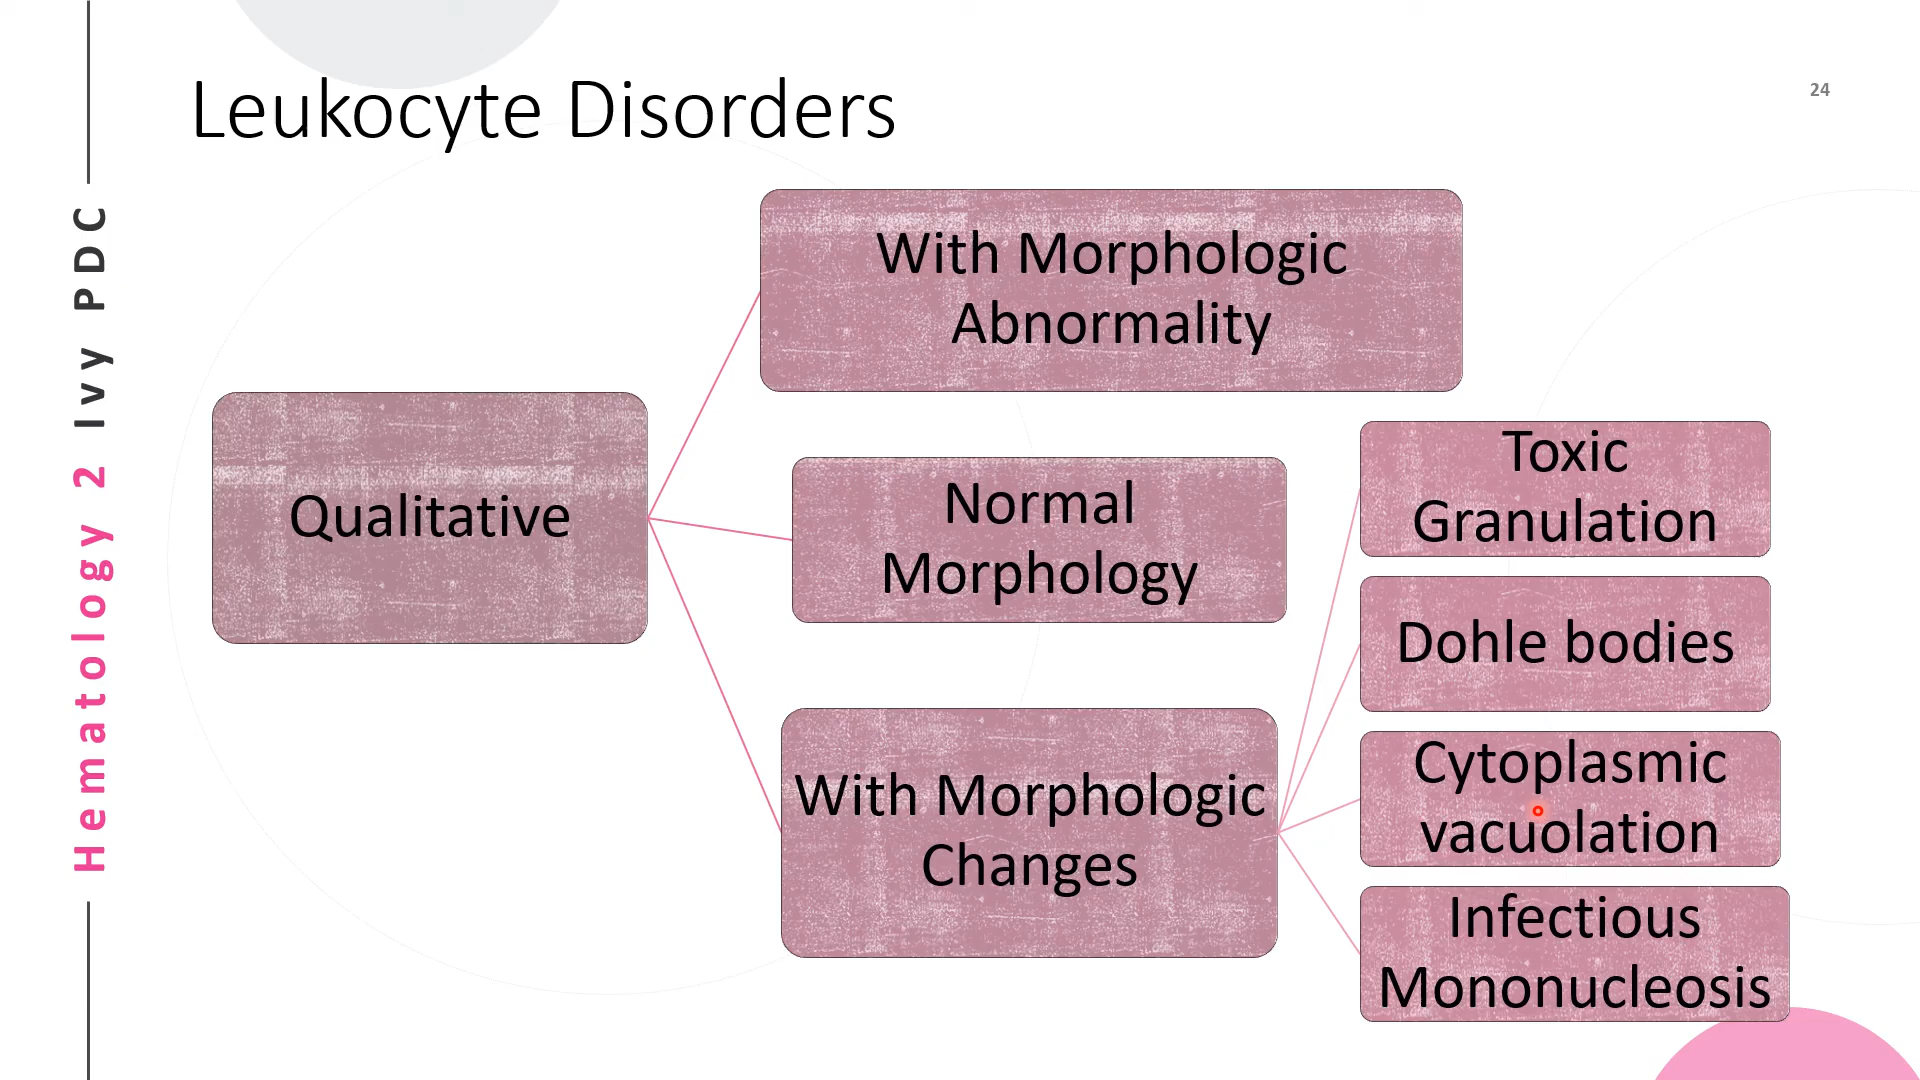 Leukocyte Disorders
24
Hematology 2 Ivy PDC
Qualitative
With Morphologic
Abnormality
Normal
Morphology
With Morphologic
Changes
Toxic
Granulation
Dohle bodies
Cytoplasmic
vacuolation
Infectious
Mononucleosis